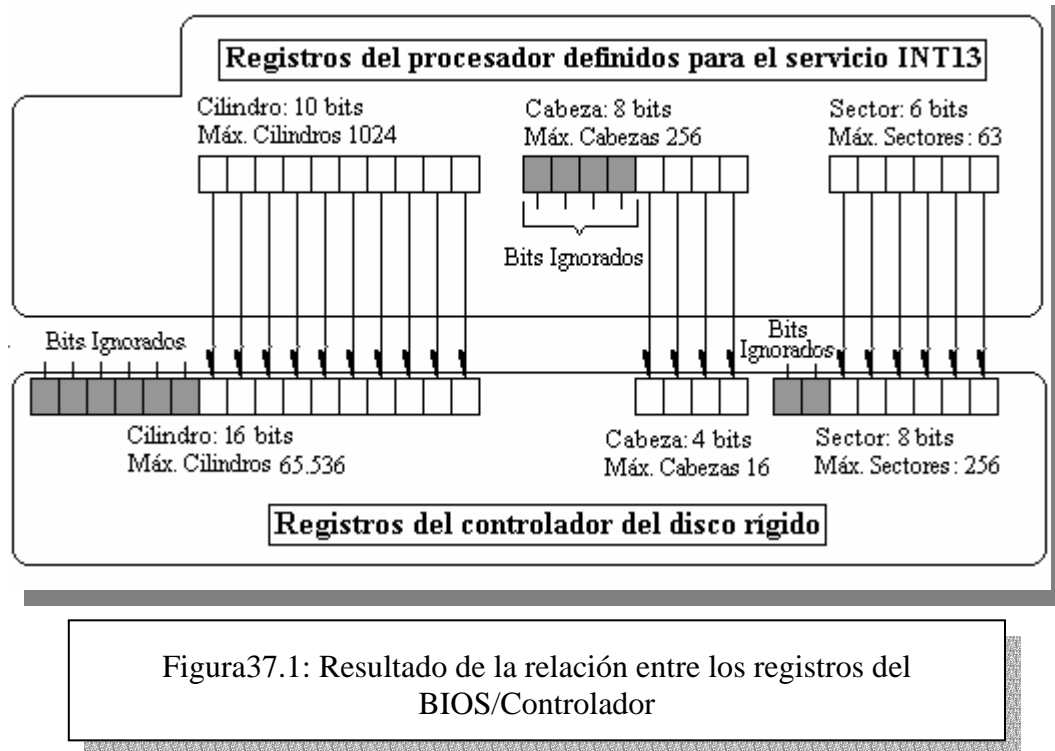 Registros del procesador definidos para el servicio INT13
Cilindro: 10 bits
Máx. Cilindros 1024
Cabeza: 8 bits
Máx. Cabezas 256
Sector: 6 bits
Máx. Sectores: 63
Bits Ignorados
Bits Ignorados
Bits
Ignorados
Cilindro: 16 bits
Máx. Cilindros 65.536
Cabeza: 4 bits
Máx. Cabezas 16
Sector: 8 bits
Máx. Sectores: 256
Registros del controlador del disco rígido
Figura37.1: Resultado de la relación entre los registros del
BIOS/Controlador